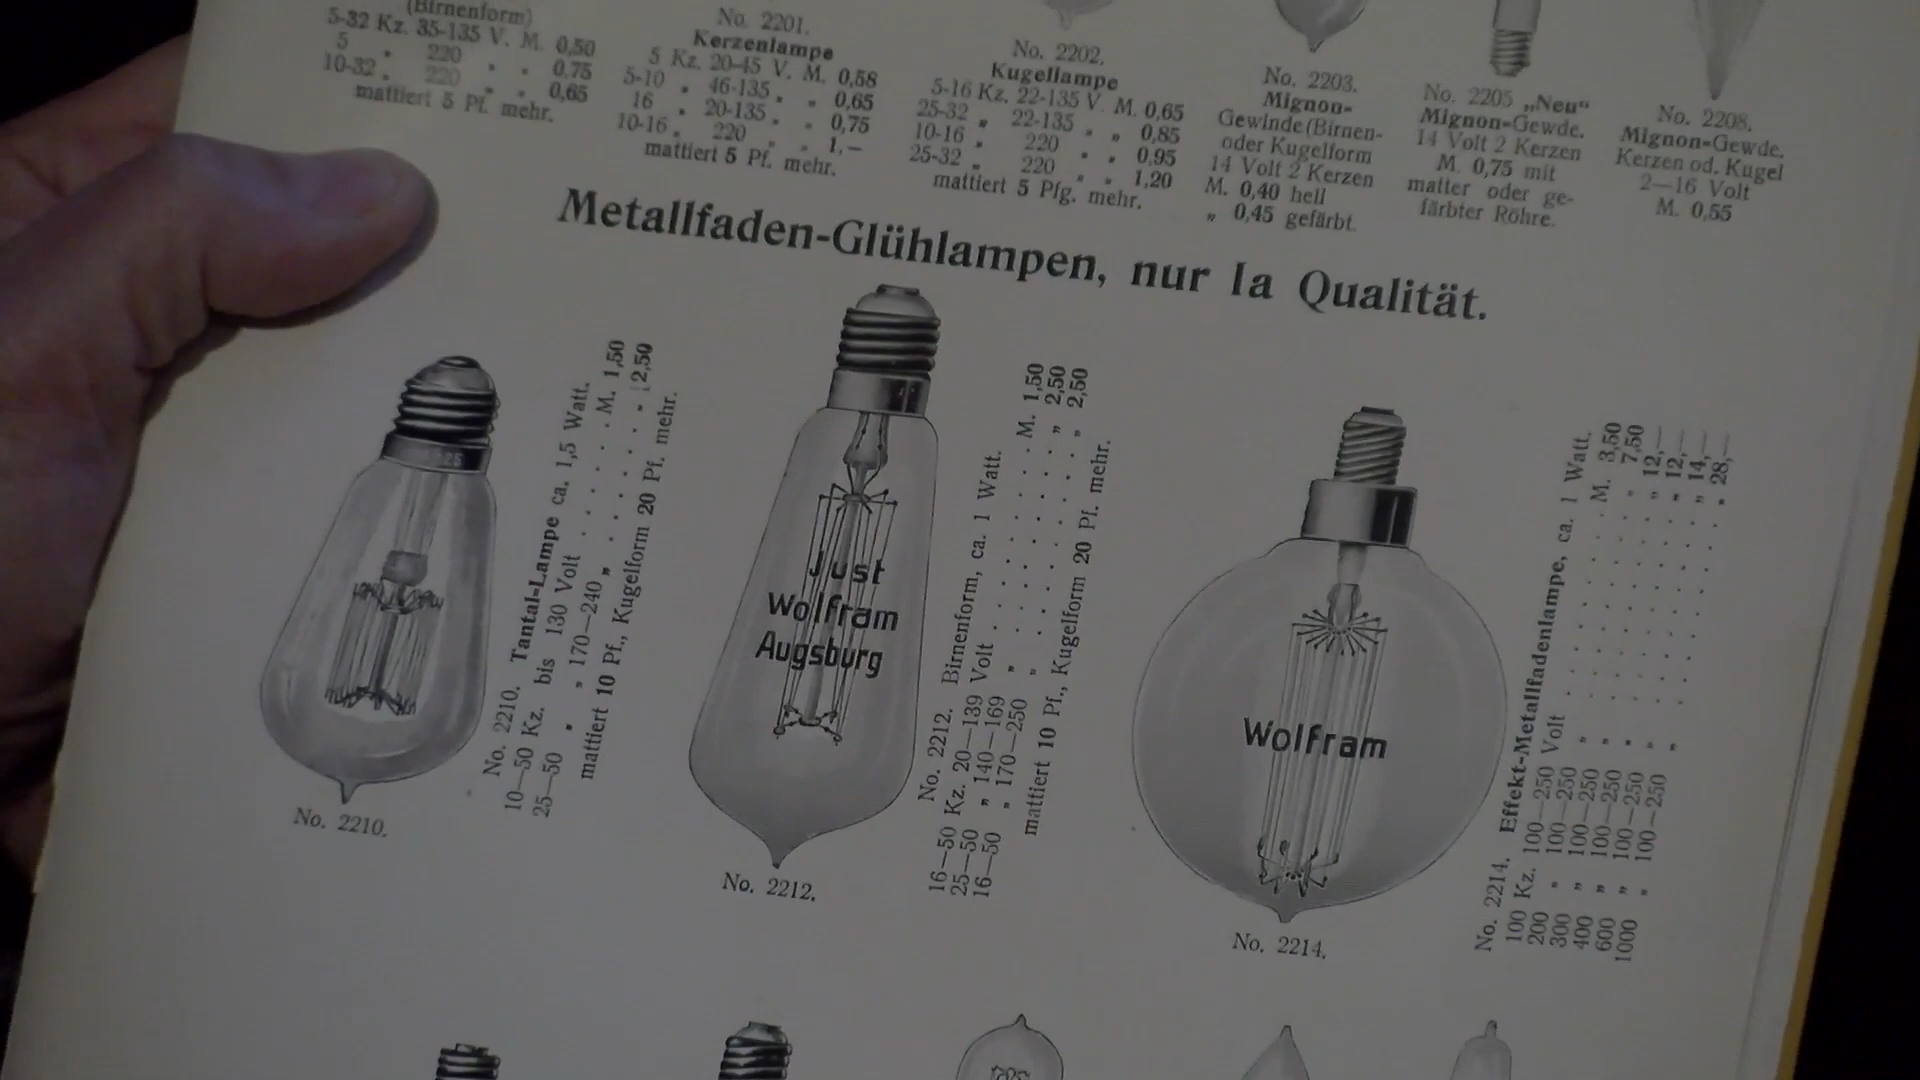 (Birnenform)
5-32 Kz. 35-135 V. M. 0,50
5 „ 220 „ „ 0,75
10-32 „ 220 „ „ 0,65
mattiert 5 Pf. mehr.
No. 2201.
Kerzenlampe
5 Kz. 20-45 V. M. 0,58
5-10 „ 46-135 „ „ 0,65
16 „ 20-135 „ „ 0,75
10-16 „ 220 „ „ 1,—
mattiert 5 Pf. mehr.
No. 2202.
Kugellampe
5-16 Kz. 22-135 V. M. 0,65
25-32 „ 22-135 „ „ 0,85
10-16 „ 220 „ „ 0,95
25-32 „ 220 „ „ 1,20
mattiert 5 Pfg. mehr.
No. 2203.
Mignon-
Gewinde (Birnen-
oder Kugelform
14 Volt 2 Kerzen
M. 0,40 hell
„ 0,45 gefärbt.
No. 2205 „Neu“
Mignon-Gewde.
14 Volt 2 Kerzen
M. 0,75 mit
matter oder ge-
färbter Röhre.
No. 2208.
Mignon-Gewde.
Kerzen od. Kugel
2—16 Volt
M. 0,55
Metallfaden-Glühlampen, nur Ia Qualität.
No. 2210. Tantal-Lampe ca. 1,5 Watt.
10—50 Kz. bis 130 Volt . . . . . . M. 1,50
25—50 „ „ 170—240 „ . . . . . . „ 2,50
mattiert 10 Pf., Kugelform 20 Pf. mehr.
No. 2210.
Just
Wolfram
Augsburg
No. 2212. Birnenform, ca. 1 Watt.
16—50 Kz. 20—139 Volt . . . . . . . M. 1,50
25—50 „ 140—169 „ . . . . . . . „ 2,50
16—50 „ 170—250 „ . . . . . . . „ 2,50
mattiert 10 Pf., Kugelform 20 Pf. mehr.
No. 2212.
Wolfram
No. 2214. Effekt-Metallfadenlampe, ca. 1 Watt.
100 Kz. 100—250 Volt . . . . . . . . . M. 3,50
200 „ 100—250 „ . . . . . . . . . „ 7,50
300 „ 100—250 „ . . . . . . . . . „ 12,—
400 „ 100—250 „ . . . . . . . . . „ 12,—
600 „ 100—250 „ . . . . . . . . . „ 14,—
1000 „ 100—250 „ . . . . . . . . . „ 28,—
No. 2214.